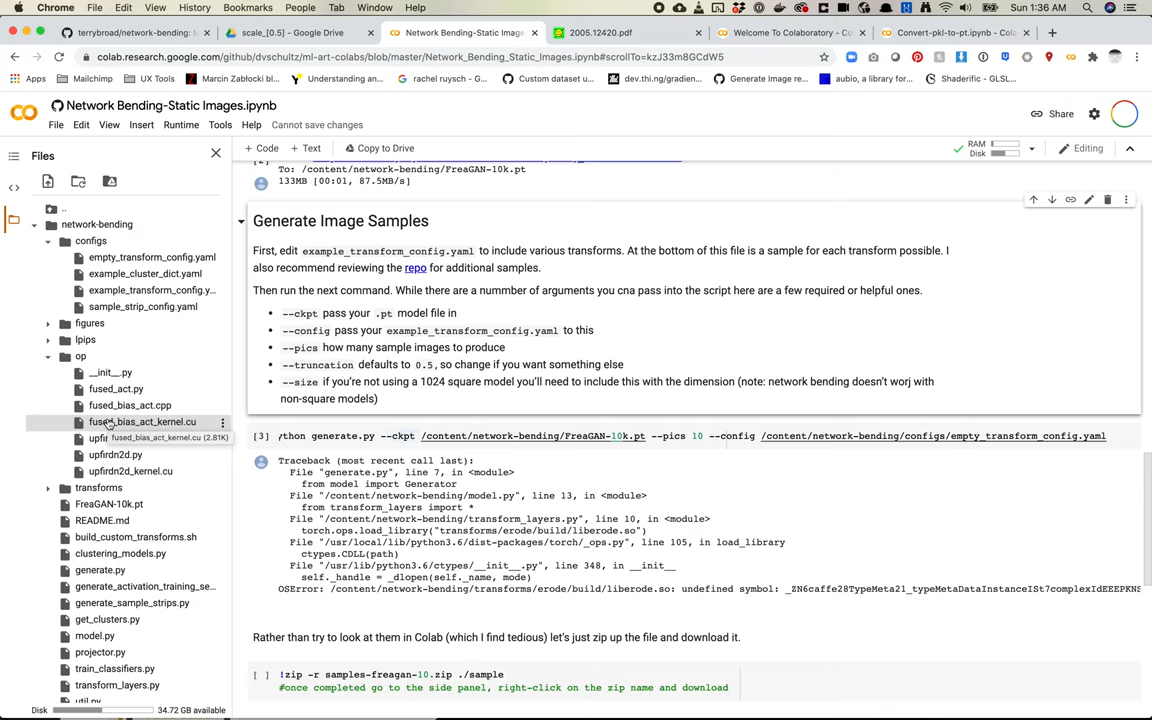 Chrome File Edit View History Bookmarks People Tab Window Help Sun 1:36 AM
terrybroad/network-bending: N
scale_[0.5] - Google Drive
Network Bending-Static Image
2005.12420.pdf
Welcome To Colaboratory - Co
Convert-pkl-to-pt.ipynb - Cola
colab.research.google.com/github/dvschultz/ml-art-colabs/blob/master/Network_Bending_Static_Images.ipynb#scrollTo=kzJ33m8GCdW5
Apps Mailchimp UX Tools Marcin Zabłocki bl... Understanding an... rachel ruysch - G... Custom dataset u... dev.thi.ng/gradien... Generate Image re... aubio, a library for... Shaderific - GLSL...
Network Bending-Static Images.ipynb
File Edit View Insert Runtime Tools Help Cannot save changes
Share
+ Code + Text Copy to Drive
RAM
Disk
Editing
Files
..
network-bending
configs
empty_transform_config.yaml
example_cluster_dict.yaml
example_transform_config.y...
sample_strip_config.yaml
figures
lpips
op
__init__.py
fused_act.py
fused_bias_act.cpp
fused_bias_act_kernel.cu
fused_bias_act_kernel.cu (2.81K)
upfirdn2d.py
upfirdn2d_kernel.cu
transforms
FreaGAN-10k.pt
README.md
build_custom_transforms.sh
clustering_models.py
generate.py
generate_activation_training_se...
generate_sample_strips.py
get_clusters.py
model.py
projector.py
train_classifiers.py
transform_layers.py
util.py
Disk 34.72 GB available
[2]
To: /content/network-bending/FreaGAN-10k.pt
133MB [00:01, 87.5MB/s]
Generate Image Samples
First, edit example_transform_config.yaml to include various transforms. At the bottom of this file is a sample for each transform possible. I
also recommend reviewing the repo for additional samples.
Then run the next command. While there are a nummber of arguments you cna pass into the script here are a few required or helpful ones.
• --ckpt pass your .pt model file in
• --config pass your example_transform_config.yaml to this
• --pics how many sample images to produce
• --truncation defaults to 0.5, so change if you want something else
• --size if you're not using a 1024 square model you'll need to include this with the dimension (note: network bending doesn't worj with
non-square models)
[3] ython generate.py --ckpt /content/network-bending/FreaGAN-10k.pt --pics 10 --config /content/network-bending/configs/empty_transform_config.yaml
Traceback (most recent call last):
File "generate.py", line 7, in <module>
from model import Generator
File "/content/network-bending/model.py", line 13, in <module>
from transform_layers import *
File "/content/network-bending/transform_layers.py", line 10, in <module>
torch.ops.load_library("transforms/erode/build/liberode.so")
File "/usr/local/lib/python3.6/dist-packages/torch/_ops.py", line 105, in load_library
ctypes.CDLL(path)
File "/usr/lib/python3.6/ctypes/__init__.py", line 348, in __init__
self._handle = _dlopen(self._name, mode)
OSError: /content/network-bending/transforms/erode/build/liberode.so: undefined symbol: _ZN6caffe28TypeMeta21_typeMetaDataInstanceISt7complexIdEEEPKNS
Rather than try to look at them in Colab (which I find tedious) let's just zip up the file and download it.
[ ] !zip -r samples-freagan-10.zip ./sample
#once completed go to the side panel, right-click on the zip name and download